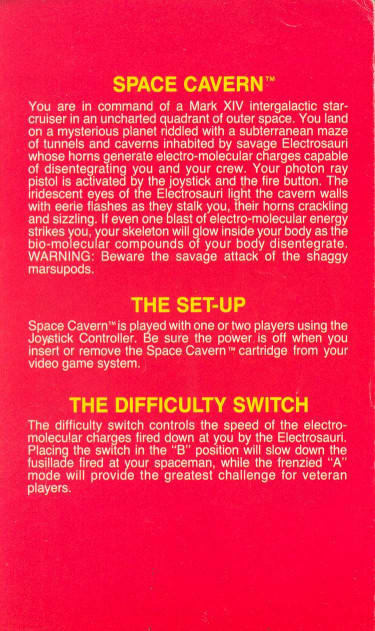 SPACE CAVERN™
You are in command of a Mark XIV intergalactic star-
cruiser in an uncharted quadrant of outer space. You land
on a mysterious planet riddled with a subterranean maze
of tunnels and caverns inhabited by savage Electrosauri
whose horns generate electro-molecular charges capable
of disentegrating you and your crew. Your photon ray
pistol is activated by the joystick and the fire button. The
iridescent eyes of the Electrosauri light the cavern walls
with eerie flashes as they stalk you, their horns crackling
and sizzling. If even one blast of electro-molecular energy
strikes you, your skeleton will glow inside your body as the
bio-molecular compounds of your body disentegrate.
WARNING: Beware the savage attack of the shaggy
marsupods.
THE SET-UP
Space Cavern™ is played with one or two players using the
Joystick Controller. Be sure the power is off when you
insert or remove the Space Cavern™ cartridge from your
video game system.
THE DIFFICULTY SWITCH
The difficulty switch controls the speed of the electro-
molecular charges fired down at you by the Electrosauri.
Placing the switch in the "B" position will slow down the
fusillade fired at your spaceman, while the frenzied "A"
mode will provide the greatest challenge for veteran
players.